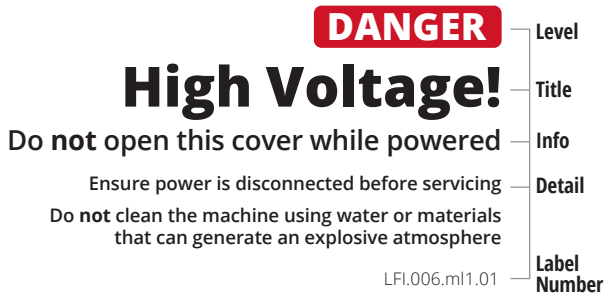 DANGER
Level
High Voltage!
Title
Do not open this cover while powered
Info
Ensure power is disconnected before servicing
Detail
Do not clean the machine using water or materials
that can generate an explosive atmosphere
LFI.006.ml1.01
Label
Number